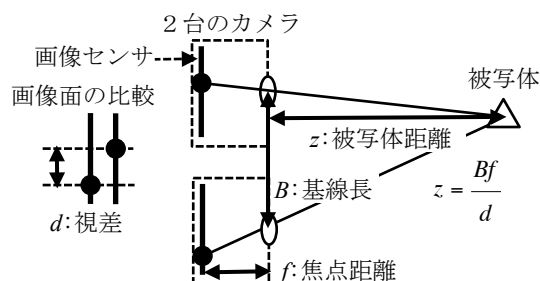 ２台のカメラ
画像センサ
被写体
画像面の比較
z:被写体距離
B:基線長
z = Bf / d
d:視差
f:焦点距離